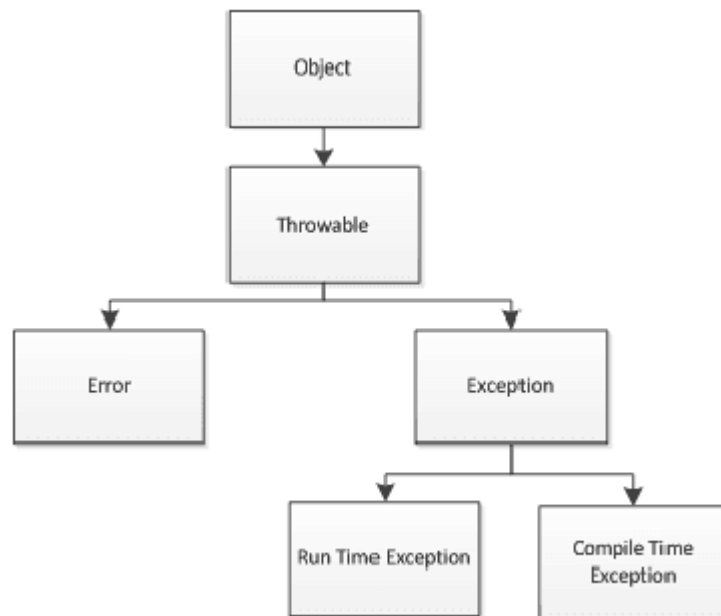 Object
Throwable
Error
Exception
Run Time Exception
Compile Time
Exception